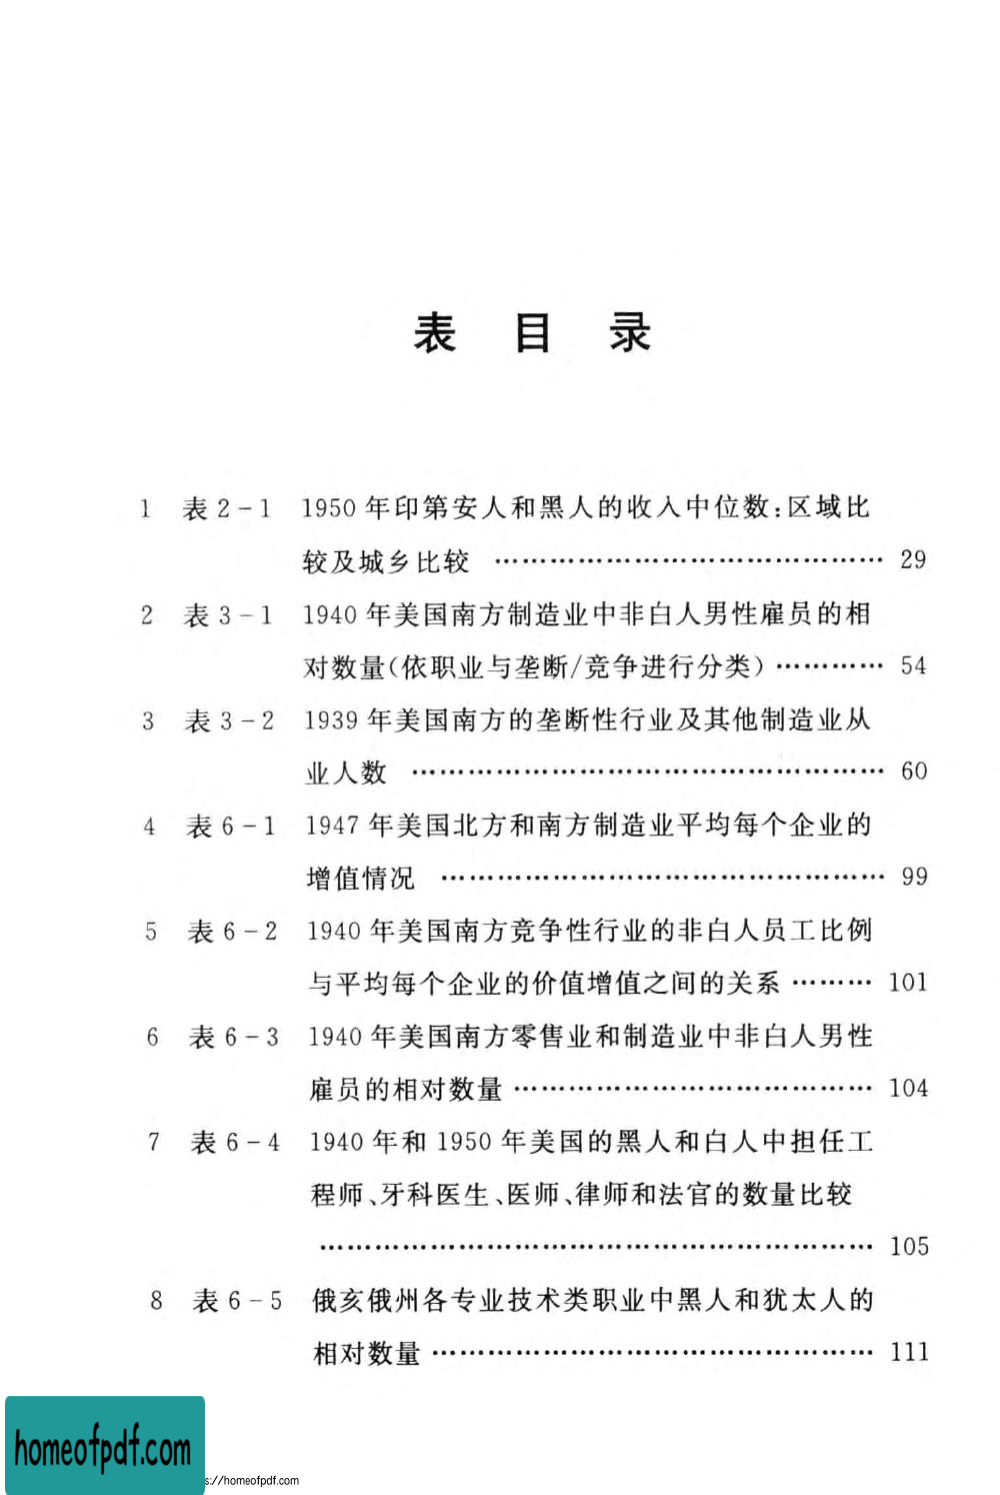 表 目 录
1 表 2－1 1950 年印第安人和黑人的收入中位数:区域比
较及城乡比较 ………………………………………… 29
2 表 3－1 1940 年美国南方制造业中非白人男性雇员的相
对数量(依职业与垄断/竞争进行分类) ………… 54
3 表 3－2 1939 年美国南方的垄断性行业及其他制造业从
业人数 ………………………………………………… 60
4 表 6－1 1947 年美国北方和南方制造业平均每个企业的
增值情况 ……………………………………………… 99
5 表 6－2 1940 年美国南方竞争性行业的非白人员工比例
与平均每个企业的价值增值之间的关系 ……… 101
6 表 6－3 1940 年美国南方零售业和制造业中非白人男性
雇员的相对数量 …………………………………… 104
7 表 6－4 1940 年和 1950 年美国的黑人和白人中担任工
程师、牙科医生、医师、律师和法官的数量比较
………………………………………………………… 105
8 表 6－5 俄亥俄州各专业技术类职业中黑人和犹太人的
相对数量 …………………………………………… 111
homeofpdf.com
s://homeofpdf.com